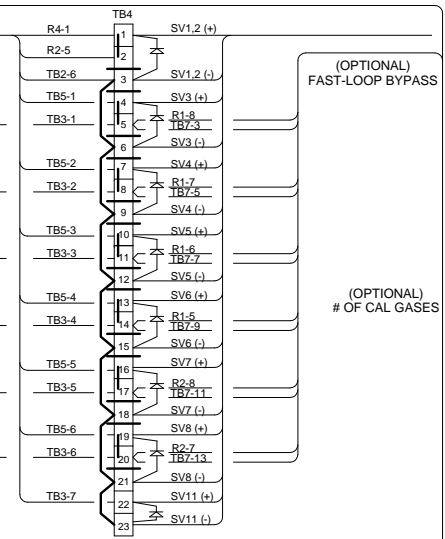 TB4
R4-1 1 SV1,2 (+)
R2-5 2
TB2-6 3 SV1,2 (-)
(OPTIONAL)
FAST-LOOP BYPASS
TB5-1 4 SV3 (+)
TB3-1 5 R1-8
TB7-3
6 SV3 (-)
TB5-2 7 SV4 (+)
TB3-2 8 R1-7
TB7-5
9 SV4 (-)
TB5-3 10 SV5 (+)
TB3-3 11 R1-6
TB7-7
12 SV5 (-)
TB5-4 13 SV6 (+)
(OPTIONAL)
# OF CAL GASES
TB3-4 14 R1-5
TB7-9
15 SV6 (-)
TB5-5 16 SV7 (+)
TB3-5 17 R2-8
TB7-11
18 SV7 (-)
TB5-6 19 SV8 (+)
TB3-6 20 R2-7
TB7-13
21 SV8 (-)
TB3-7 22 SV11 (+)
23 SV11 (-)